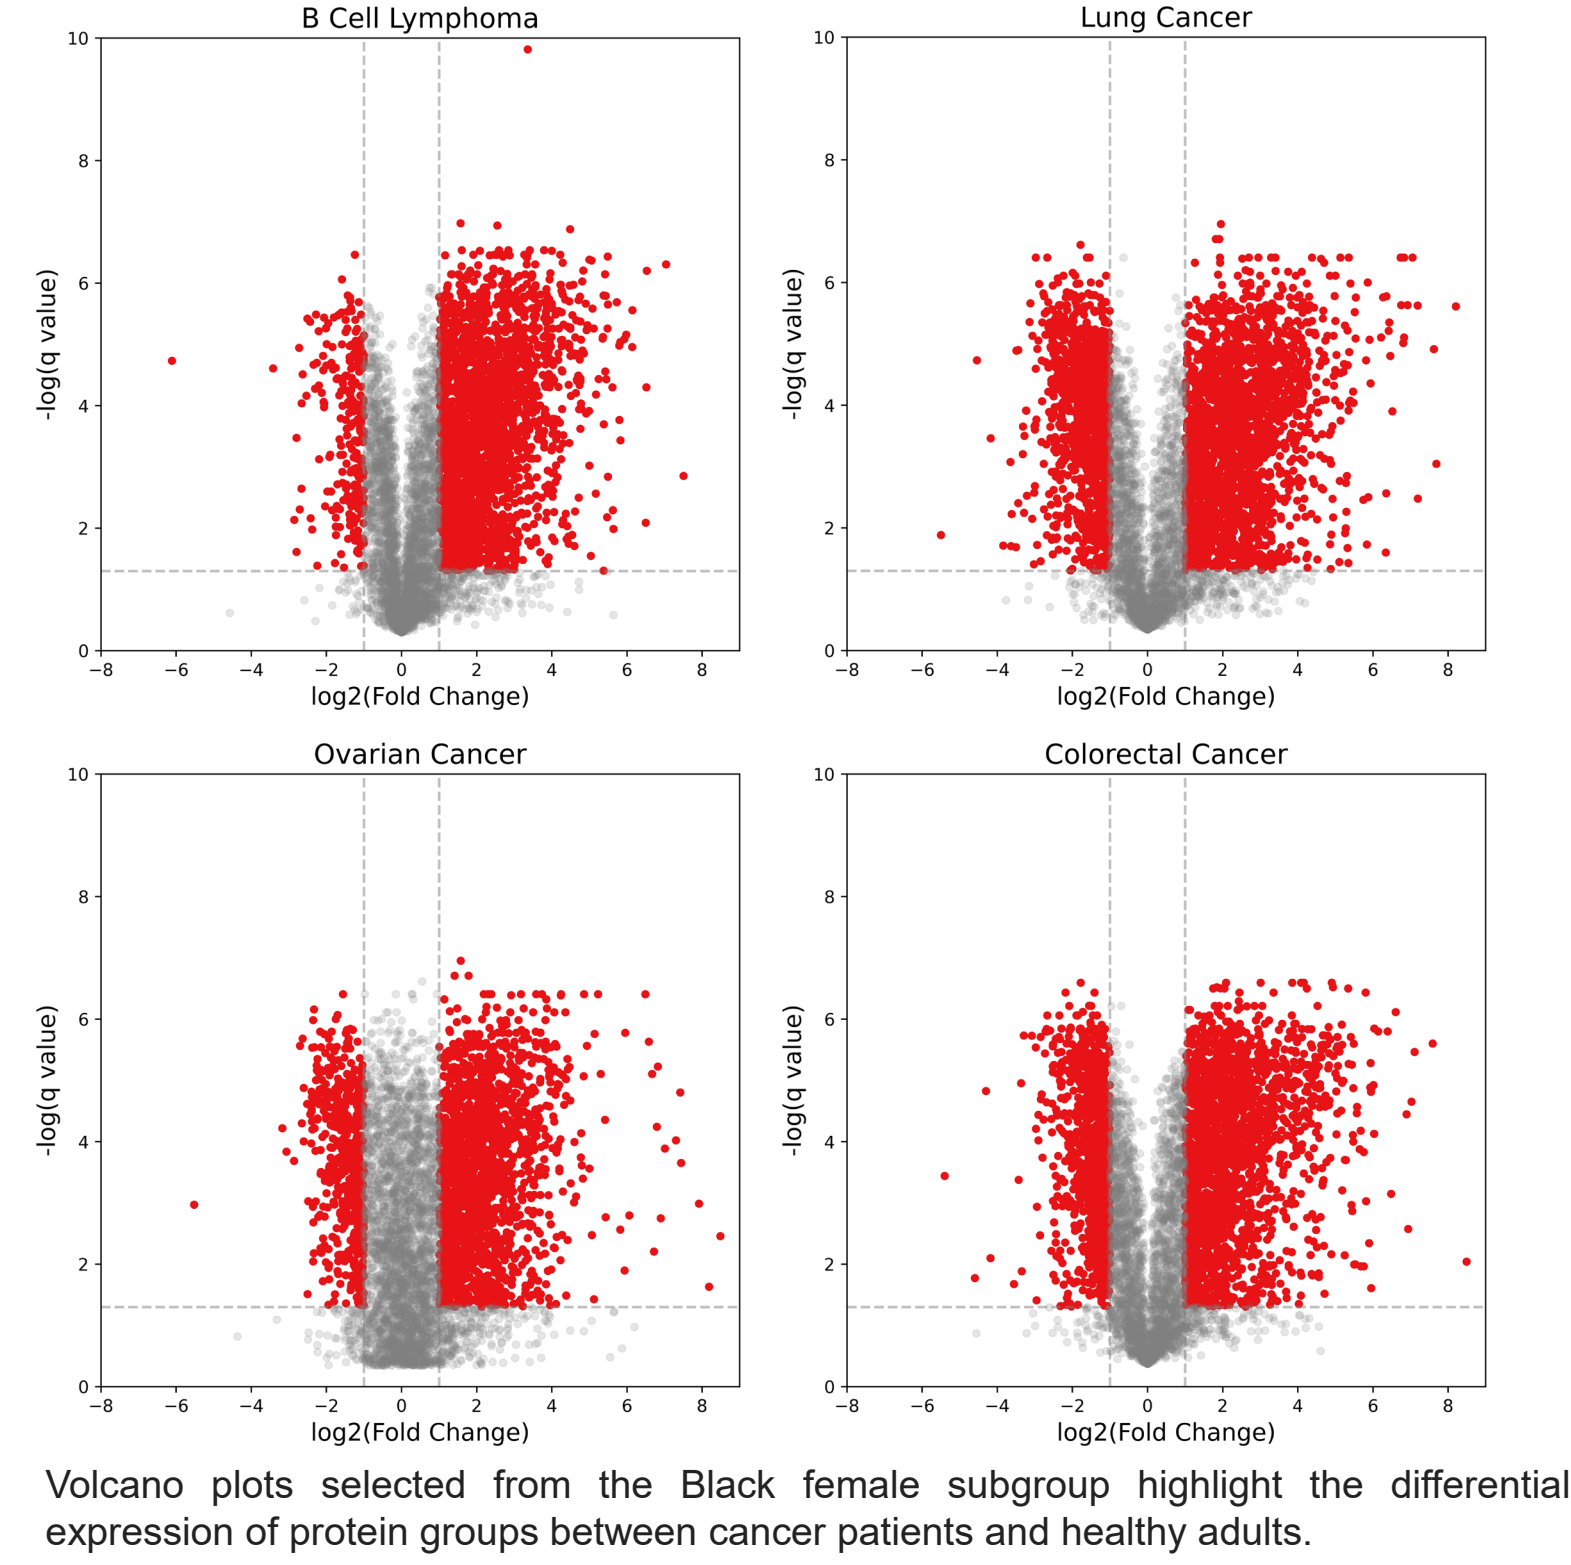 B Cell Lymphoma
10
8
6
4
2
0
-log(q value)
−8 −6 −4 −2 0 2 4 6 8
log2(Fold Change)
Lung Cancer
10
8
6
4
2
0
-log(q value)
−8 −6 −4 −2 0 2 4 6 8
log2(Fold Change)
Ovarian Cancer
10
8
6
4
2
0
-log(q value)
−8 −6 −4 −2 0 2 4 6 8
log2(Fold Change)
Colorectal Cancer
10
8
6
4
2
0
-log(q value)
−8 −6 −4 −2 0 2 4 6 8
log2(Fold Change)
Volcano plots selected from the Black female subgroup highlight the differential
expression of protein groups between cancer patients and healthy adults.